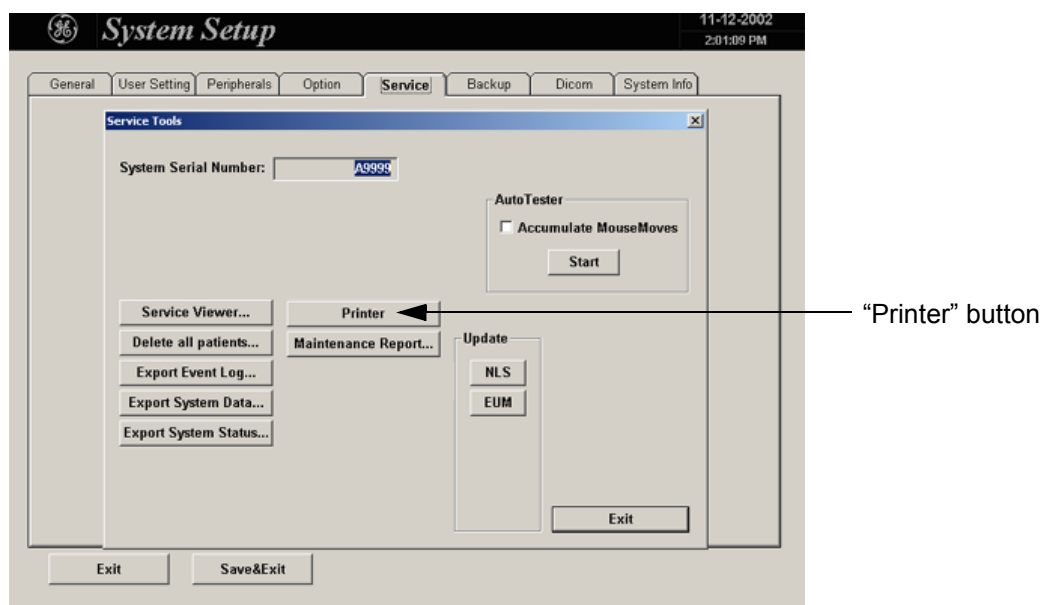 System Setup
11-12-2002
2:01:09 PM
General User Setting Peripherals Option Service Backup Dicom System Info
Service Tools
System Serial Number: A9999
AutoTester
Accumulate MouseMoves
Start
Service Viewer... Printer
“Printer” button
Delete all patients... Maintenance Report... Update
Export Event Log... NLS
Export System Data... EUM
Export System Status...
Exit
Exit Save&Exit